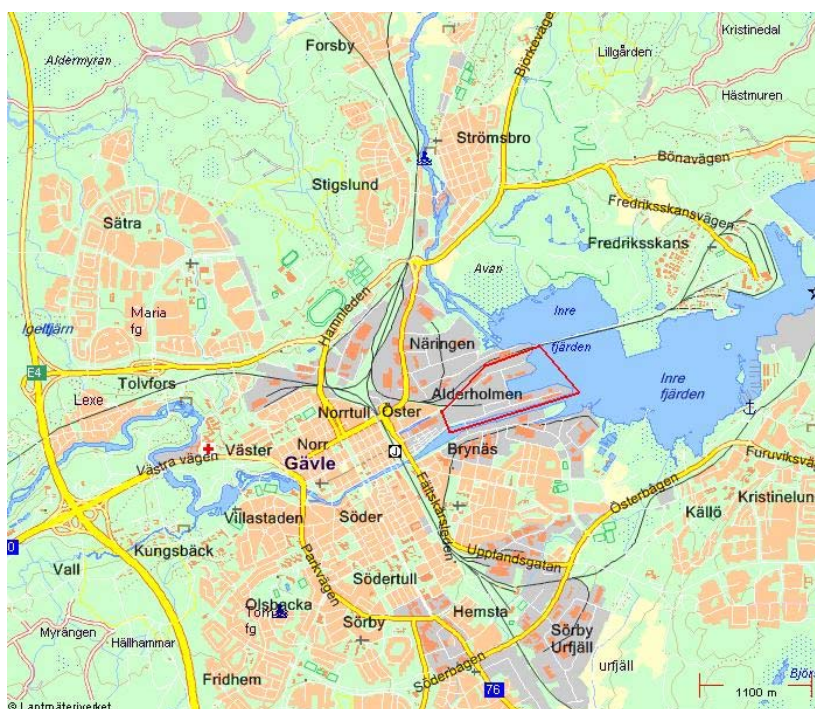 Kristinedal
Forsby
Björkevägen
Lillgården
Aldermyran
Hästmuren
Strömsbro
Bönavägen
Stigslund
Fredriksskansvägen
Sätra
Fredriksskans
Avan
Maria
fg
Inre
fjärden
Hamnleden
Igeltjärn
Näringen
E4
Inre
fjärden
Tolvfors
Alderholmen
Lexe
Norrtull
Öster
Norr
Väster
Brynäs
Västra vägen
Gävle
Furuviksvä
Österbågen
Fältskärsleden
Kristinelun
Källö
Villastaden
Söder
Kungsbäck
Upplandsgatan
Vall
Parkvägen
Södertull
Olsbacka
Hemsta
fg
Sörby
Sörby
Urfjäll
Myrängen
Hällhammar
urfjäll
Söderbågen
Fridhem
76
1100 m
© Lantmäteriverket